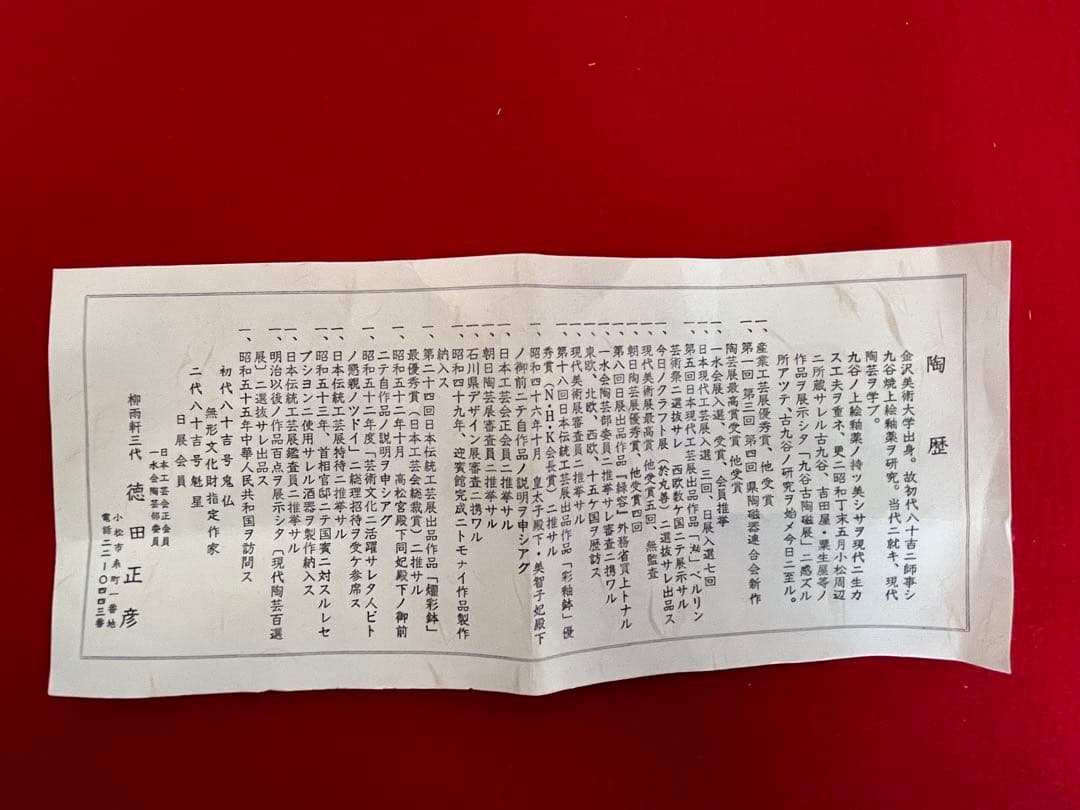 陶歴
金沢美術大学出身。故初代八十吉ニ師事シ
九谷焼上絵釉薬ヲ研究。当代ニ就キ、現代
陶芸ヲ学ブ。
九谷ノ上絵釉薬ノ持ツ美シサヲ現代ニ生カ
ス工夫ヲ重ネ、更ニ昭和丁末五月小松周辺
ニ所蔵サレル古九谷、吉田屋・粟生屋等ノ
作品ヲ展示シタ「九谷古陶磁展」ニ惑ズル
所アツテ、古九谷ノ研究ヲ始メ今日ニ至ル。
一、産業工芸展優秀賞、他受賞
一、第一回 第三回 第四回 県陶磁器連合会新作
陶芸展最高賞受賞 他受賞
一、一水会展入選、受賞、会員推挙
一、日本現代工芸展入選 三回、日展入選七回
一、第五回日本現代工芸展出品作品「㳽」ベルリン
芸術祭ニ選抜サレ 西欧数ケ国ニテ展示サル
一、今日ノクラフト展(於丸善)ニ選抜サレ出品ス
一、現代美術展最高賞 他受賞五回、無監査
一、朝日陶芸展優秀賞、他受賞四回
一、第八回日展出品作品『緑容』外務省買上トナル
一、一水会陶芸部委員ニ推挙サレ審査ニ携ワル
一、東欧、北欧、西欧、十五ケ国ヲ歴訪ス
一、現代美術展審査員ニ推挙サル
一、第十八回日本伝統工芸展出品作品「彩釉鉢」優
秀賞(N・H・K会長賞)ニ推サル
一、昭和四十六年十月 皇太子殿下・美智子妃殿下
ノ御前ニテ自作品ノ説明ヲ申シアグ
一、日本工芸会正会員ニ推挙サル
一、朝日陶芸展審査員ニ推挙サル
一、石川県デザイン展審査ニ携ワル
一、昭和四十九年、迎賓館完成ニトモナイ作品製作
納入ス
一、第二十四回日本伝統工芸展出品作品「燿彩鉢」
最優秀賞(日本工芸会総裁賞)ニ推サル
一、昭和五十二年十月 高松宮殿下同妃殿下ノ御前
ニテ自作品ノ説明ヲ申シアグ
一、昭和五十二年度「芸術文化ニ活躍サレタ人ビト
ノ懇親ノツドイ」ニ総理招待ヲ受ケ参席ス
一、日本伝統工芸展特待ニ推挙サル
一、昭和五十三年、首相官邸ニテ国賓ニ対スルレセ
プシヨンニ使用サレル酒器ヲ製作納入ス
一、日本伝統工芸展鑑査員ニ推挙サル
一、明治以後ノ作品百点ヲ展示シタ「現代陶芸百選
展」ニ選抜サレ出品ス
一、昭和五十五年中華人民共和国ヲ訪問ス
初代八十吉号鬼仏
無形文化財指定作家
二代八十吉号魁星
日展会員
日本工芸会正会員
一水会陶芸部委員
柳雨軒三代 徳田正彦
小松市糸町一番地
電話二二-〇四四三番